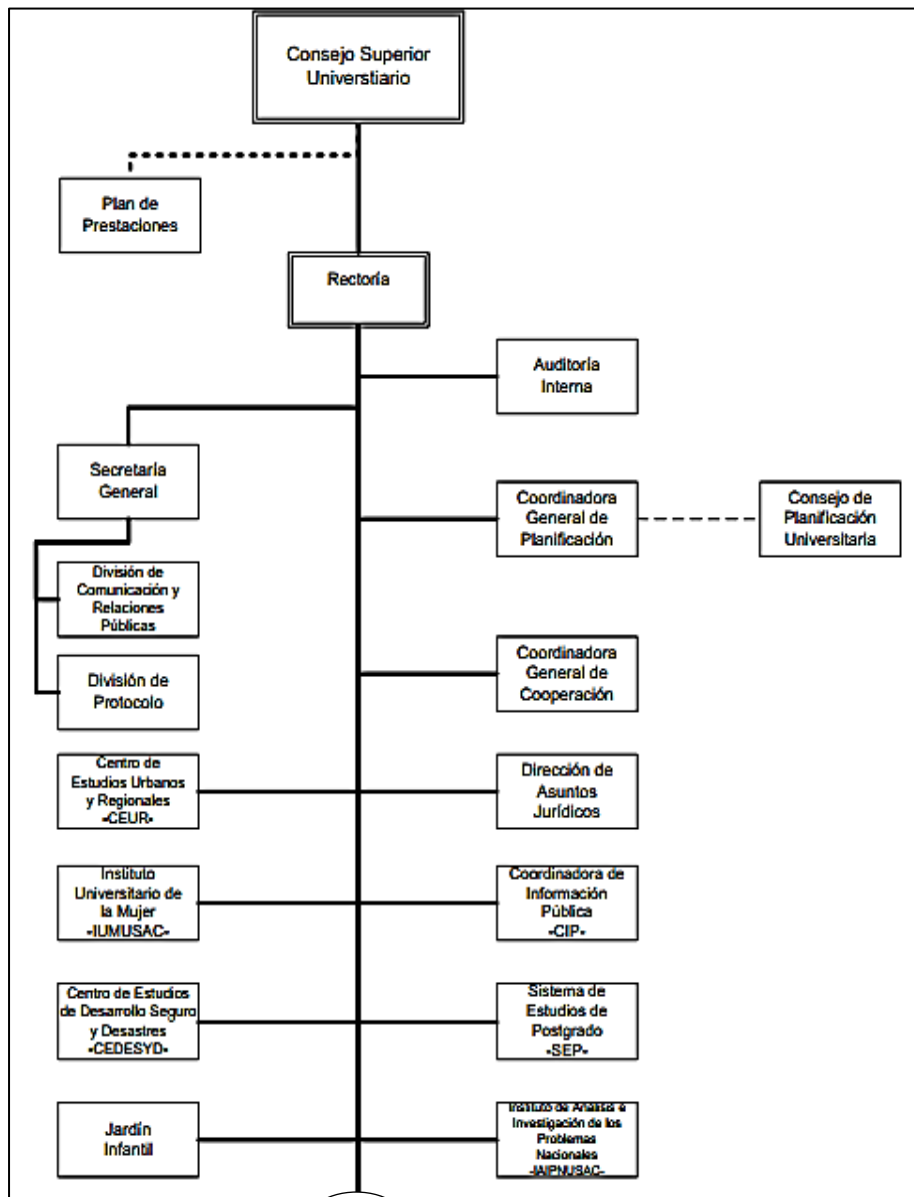 Consejo Superior
Universtiario
Plan de
Prestaciones
Rectoría
Auditoría
Interna
Secretaría
General
Coordinadora
General de
Planificación
Consejo de
Planificación
Universitaria
División de
Comunicación y
Relaciones
Públicas
Coordinadora
General de
Cooperación
División de
Protocolo
Centro de
Estudios Urbanos
y Regionales
-CEUR-
Dirección de
Asuntos
Jurídicos
Instituto
Universitario de
la Mujer
-IUMUSAC-
Coordinadora de
Información
Pública
-CIP-
Centro de Estudios
de Desarrollo Seguro
y Desastres
-CEDESYD-
Sistema de
Estudios de
Postgrado
-SEP-
Jardín
Infantil
Instituto de Análisis e
Investigación de los
Problemas
Nacionales
-IAIPNUSAC-